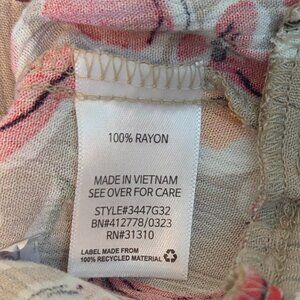 100% RAYON
MADE IN VIETNAM
SEE OVER FOR CARE
STYLE#3447G32
BN#412778/0323
RN#31310
LABEL MADE FROM
100% RECYCLED MATERIAL